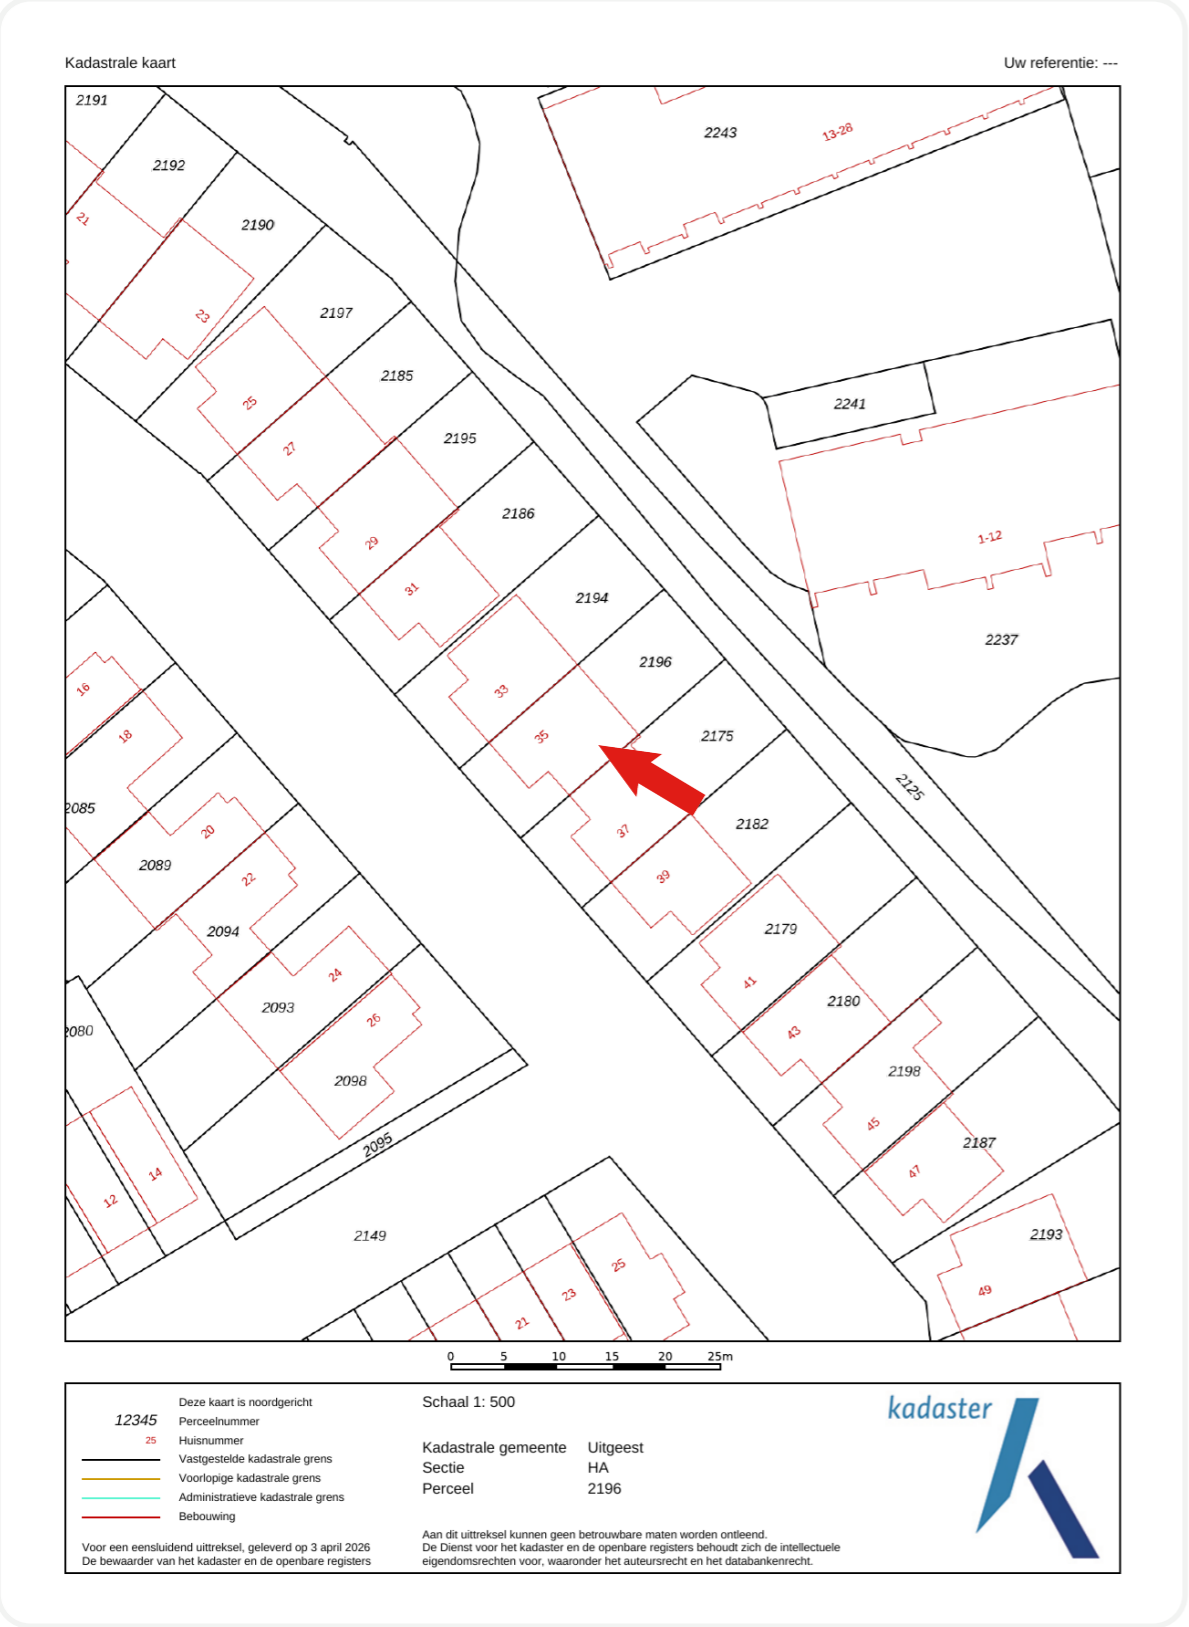 Kadastrale kaart
Uw referentie: ---
2191
2192
2190
2243
13-28
21
23
2197
25
2185
27
2195
29
2186
31
2241
1-12
2237
2194
33
2196
35
2175
37
2182
39
2125
16
18
2085
2089
20
22
2094
24
2093
26
2098
2080
2095
14
12
2149
2179
41
2180
43
2198
45
2187
47
2193
49
25
23
21
0 5 10 15 20 25m
12345
25
Deze kaart is noordgericht
Perceelnummer
Huisnummer
Vastgestelde kadastrale grens
Voorlopige kadastrale grens
Administratieve kadastrale grens
Bebouwing
Voor een eensluidend uittreksel, geleverd op 3 april 2026
De bewaarder van het kadaster en de openbare registers
Schaal 1: 500
Kadastrale gemeente Uitgeest
Sectie HA
Perceel 2196
Aan dit uittreksel kunnen geen betrouwbare maten worden ontleend.
De Dienst voor het kadaster en de openbare registers behoudt zich de intellectuele
eigendomsrechten voor, waaronder het auteursrecht en het databankenrecht.
kadaster